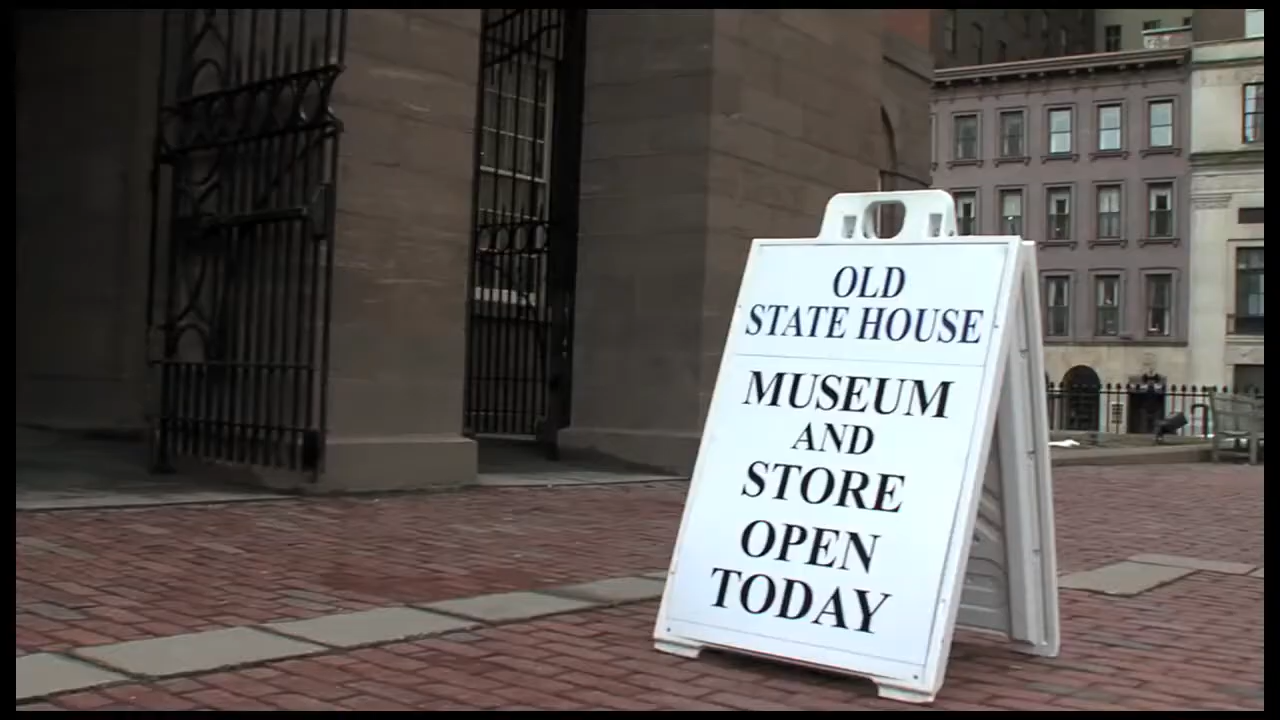 OLD
STATE HOUSE
MUSEUM
AND
STORE
OPEN
TODAY